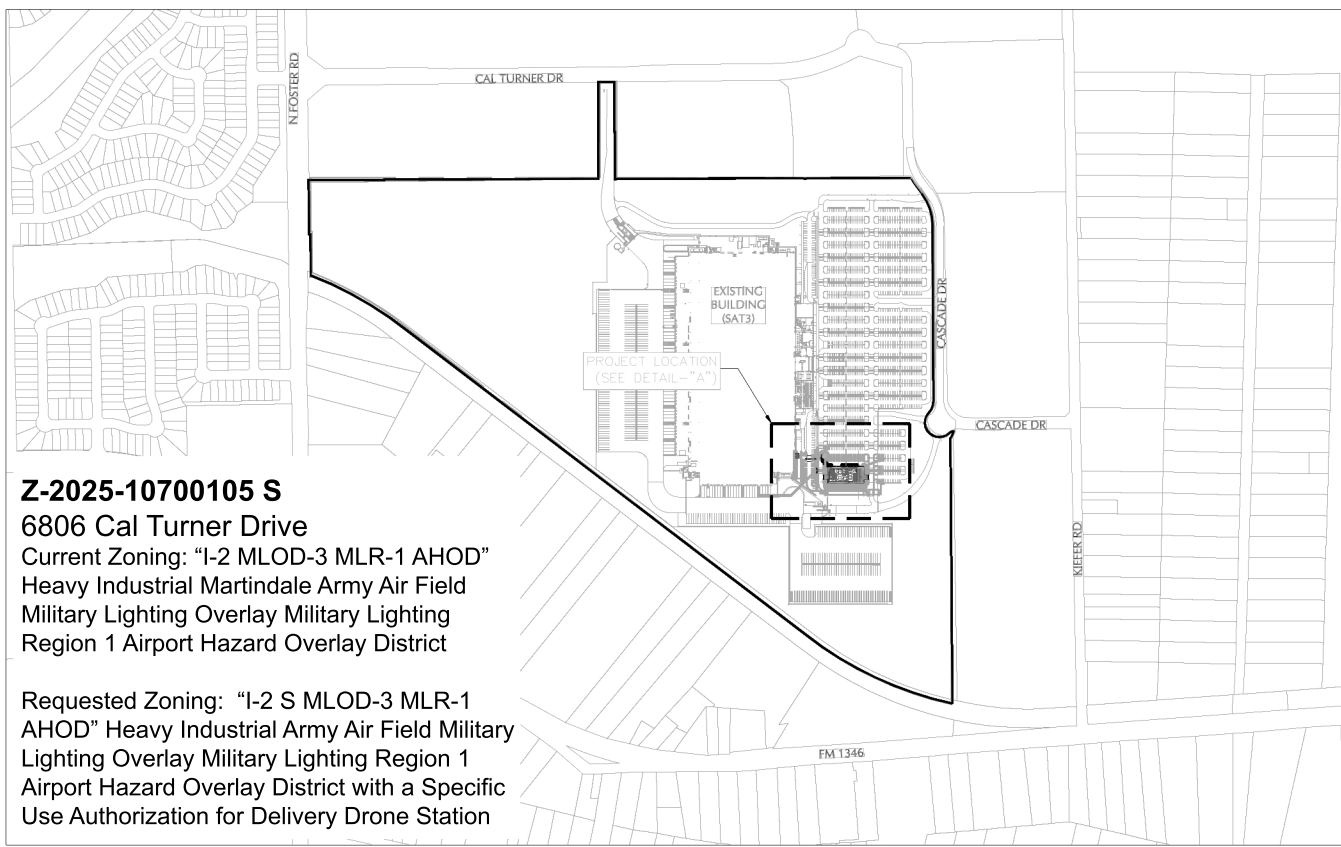 CAL TURNER DR
N FOSTER RD
EXISTING
BUILDING
(SAT3)
CASCADE DR
PROJECT LOCATION
(SEE DETAIL-"A")
CASCADE DR
KIEFER RD
FM 1346
Z-2025-10700105 S
6806 Cal Turner Drive
Current Zoning: “I-2 MLOD-3 MLR-1 AHOD”
Heavy Industrial Martindale Army Air Field
Military Lighting Overlay Military Lighting
Region 1 Airport Hazard Overlay District
Requested Zoning: “I-2 S MLOD-3 MLR-1
AHOD” Heavy Industrial Army Air Field Military
Lighting Overlay Military Lighting Region 1
Airport Hazard Overlay District with a Specific
Use Authorization for Delivery Drone Station